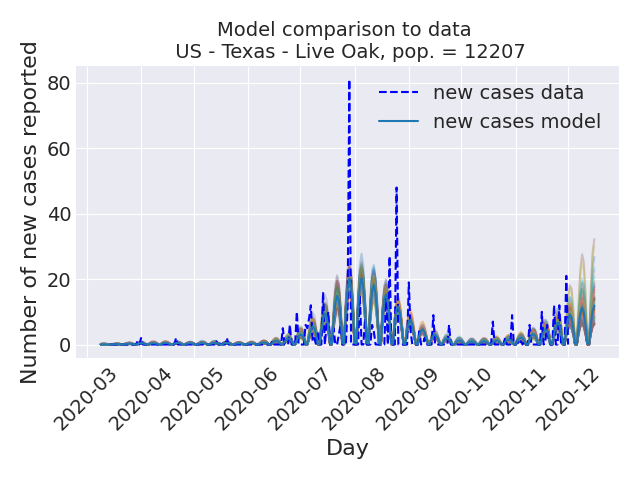 Model comparison to data
US - Texas - Live Oak, pop. = 12207
Number of new cases reported
80
60
40
20
0
new cases data
new cases model
2020-03
2020-04
2020-05
2020-06
2020-07
2020-08
2020-09
2020-10
2020-11
2020-12
Day